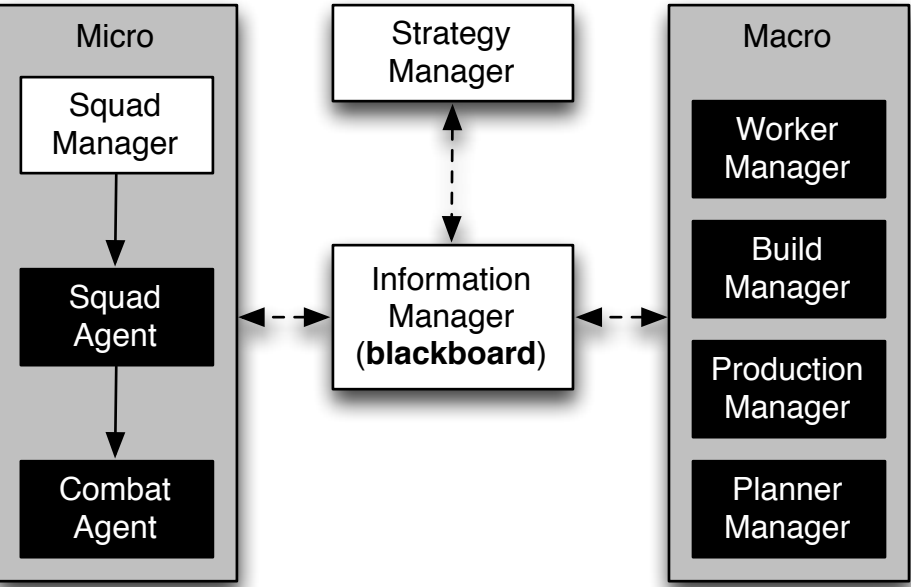 Micro
Squad
Manager
Squad
Agent
Combat
Agent
Strategy
Manager
Information
Manager
(blackboard)
Macro
Worker
Manager
Build
Manager
Production
Manager
Planner
Manager